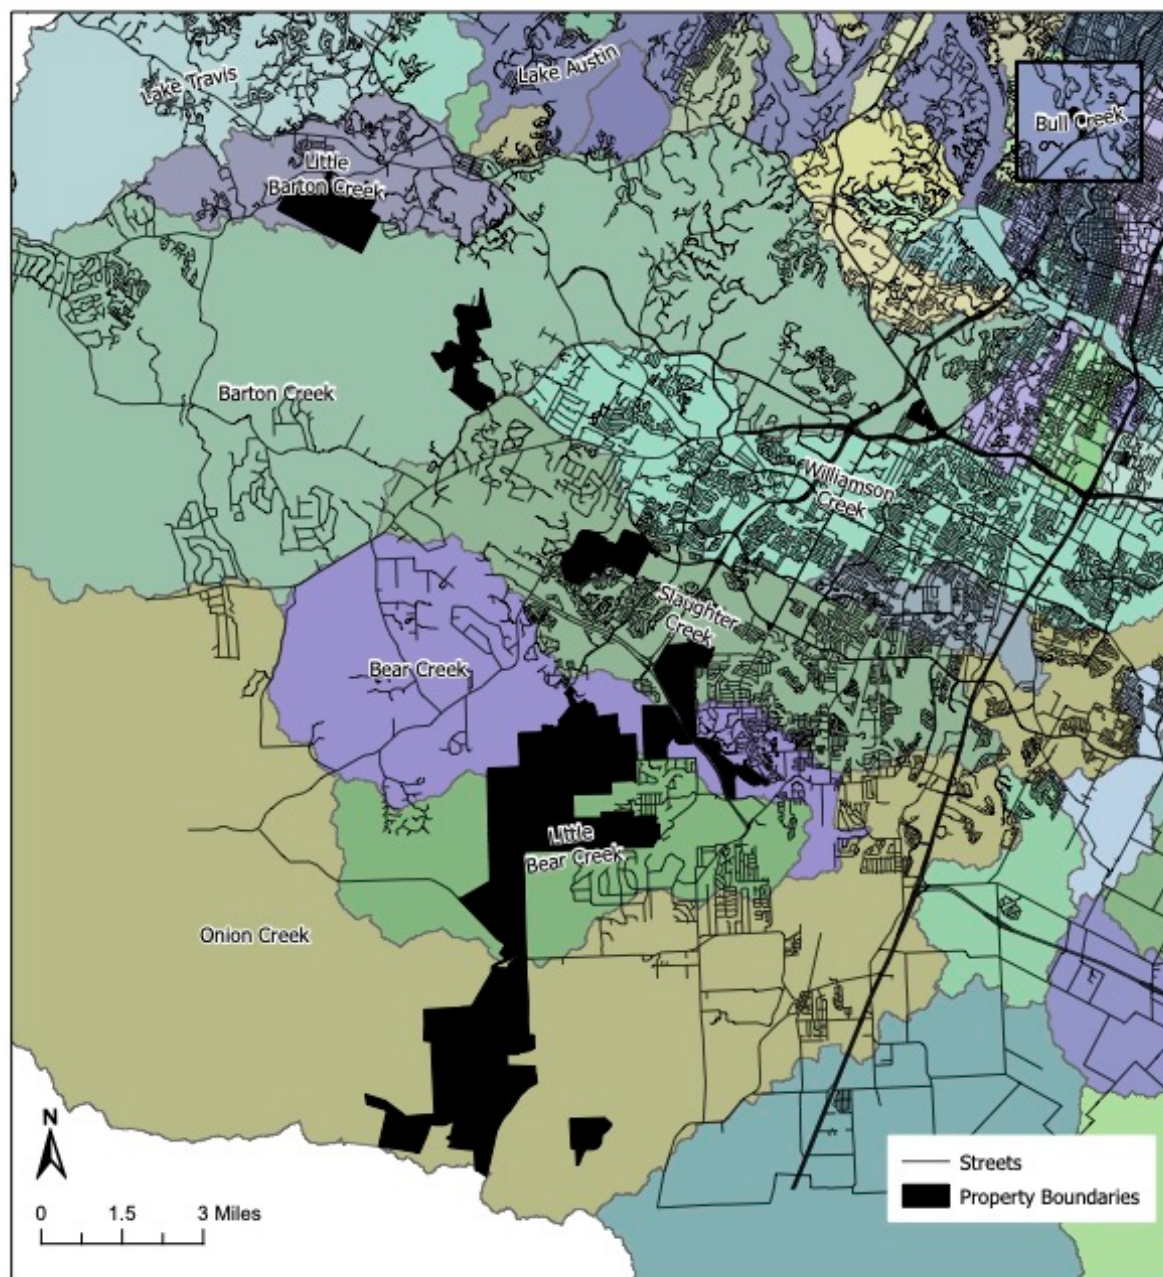 Lake Travis
Lake Austin
Bull Creek
Little
Barton Creek
Barton Creek
Williamson
Creek
Slaughter
Creek
Bear Creek
Little
Bear Creek
Onion Creek
N
0 1.5 3 Miles
Streets
Property Boundaries